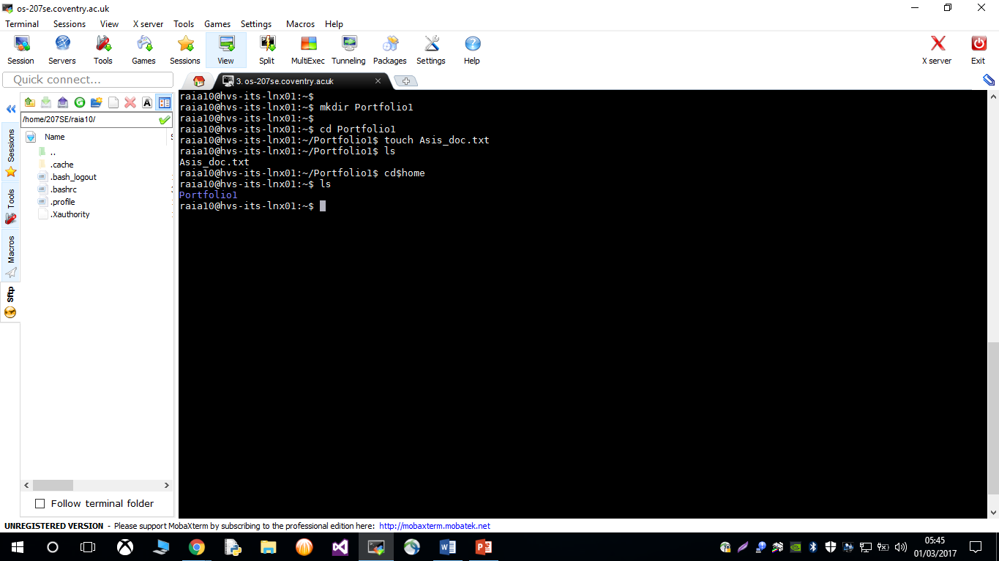 os-207se.coventry.ac.uk
Terminal Sessions View X server Tools Games Settings Macros Help
Session Servers Tools Games Sessions View Split MultiExec Tunneling Packages Settings Help X server Exit
Quick connect...
3. os-207se.coventry.ac.uk
/home/207SE/raia10/
Name
..
.cache
.bash_logout
.bashrc
.profile
.Xauthority
Sessions
Tools
Macros
Sftp
Follow terminal folder
raia10@hvs-its-lnx01:~$
raia10@hvs-its-lnx01:~$ mkdir Portfolio1
raia10@hvs-its-lnx01:~$
raia10@hvs-its-lnx01:~$ cd Portfolio1
raia10@hvs-its-lnx01:~/Portfolio1$ touch Asis_doc.txt
raia10@hvs-its-lnx01:~/Portfolio1$ ls
Asis_doc.txt
raia10@hvs-its-lnx01:~/Portfolio1$ cd$home
raia10@hvs-its-lnx01:~$ ls
Portfolio1
raia10@hvs-its-lnx01:~$
UNREGISTERED VERSION - Please support MobaXterm by subscribing to the professional edition here: http://mobaxterm.mobatek.net
05:45
01/03/2017